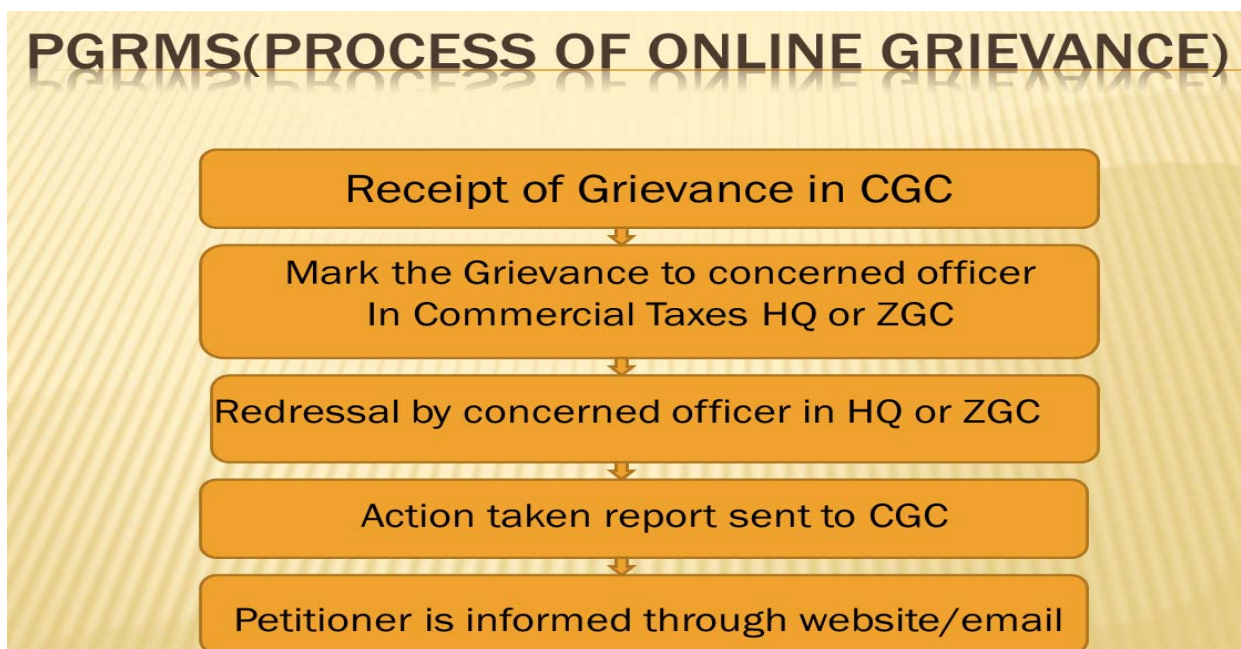 PGRMS(PROCESS OF ONLINE GRIEVANCE)
Receipt of Grievance in CGC
Mark the Grievance to concerned officer
In Commercial Taxes HQ or ZGC
Redressal by concerned officer in HQ or ZGC
Action taken report sent to CGC
Petitioner is informed through website/email